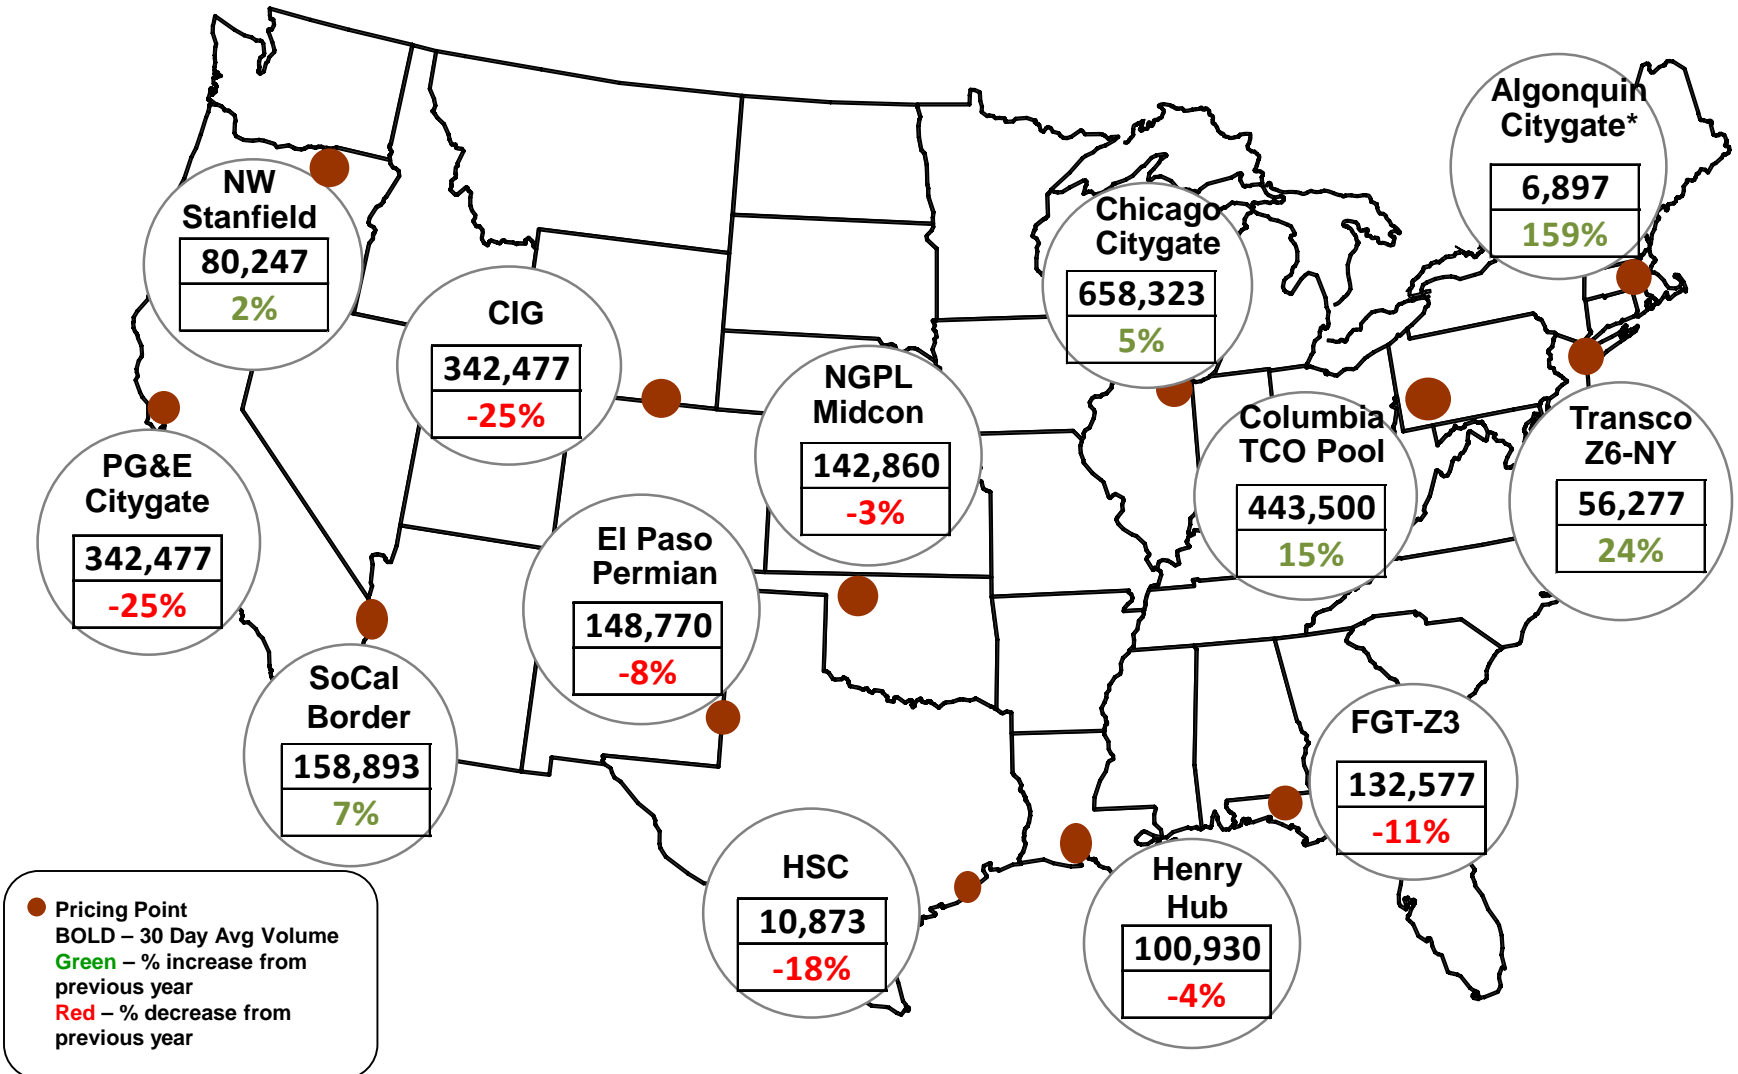 Algonquin
Citygate*
6,897
159%
NW
Stanfield
80,247
2%
Chicago
Citygate
658,323
5%
CIG
342,477
-25%
NGPL
Midcon
142,860
-3%
Columbia
TCO Pool
443,500
15%
Transco
Z6-NY
56,277
24%
PG&E
Citygate
342,477
-25%
El Paso
Permian
148,770
-8%
SoCal
Border
158,893
7%
FGT-Z3
132,577
-11%
HSC
10,873
-18%
Henry
Hub
100,930
-4%
Pricing Point
BOLD – 30 Day Avg Volume
Green – % increase from
previous year
Red – % decrease from
previous year